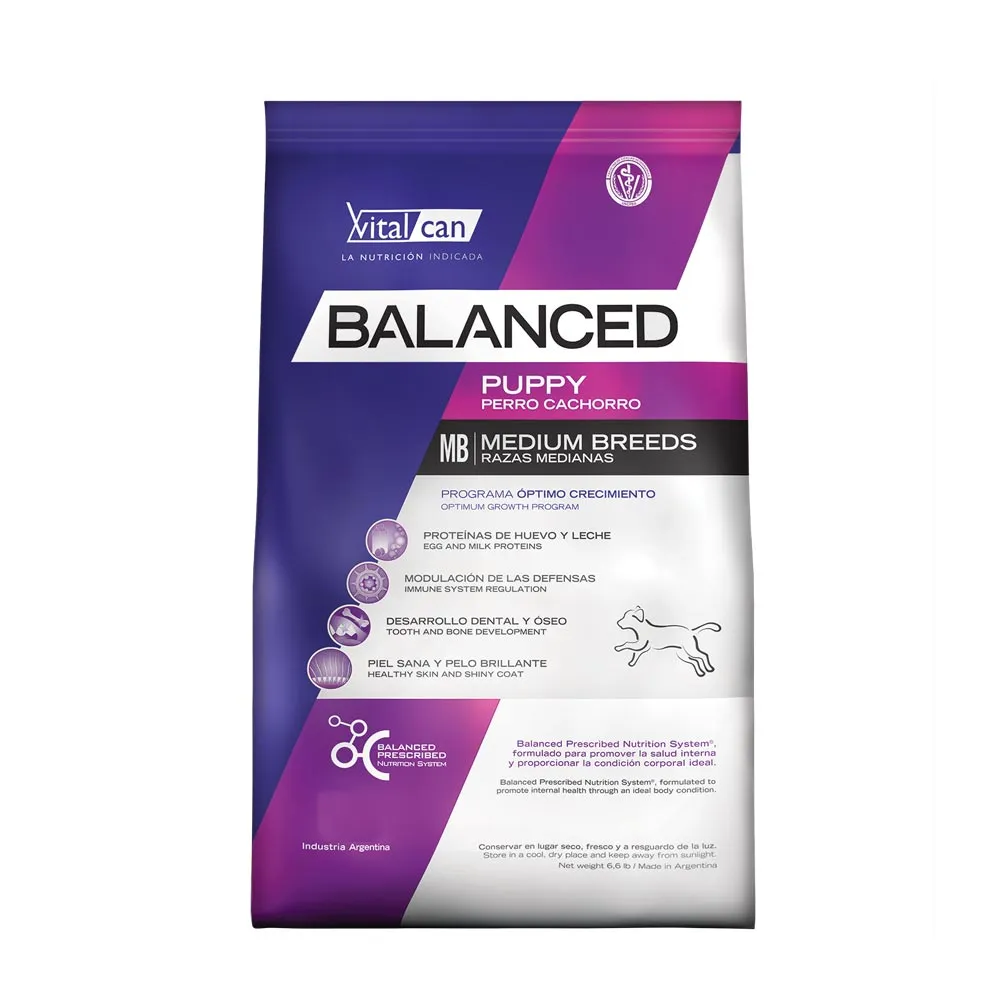 Vital can
LA NUTRICIÓN INDICADA
BALANCED
PUPPY
PERRO CACHORRO
MB MEDIUM BREEDS
RAZAS MEDIANAS
PROGRAMA ÓPTIMO CRECIMIENTO
OPTIMUM GROWTH PROGRAM
PROTEÍNAS DE HUEVO Y LECHE
EGG AND MILK PROTEINS
MODULACIÓN DE LAS DEFENSAS
IMMUNE SYSTEM REGULATION
DESARROLLO DENTAL Y ÓSEO
TOOTH AND BONE DEVELOPMENT
PIEL SANA Y PELO BRILLANTE
HEALTHY SKIN AND SHINY COAT
BALANCED
PRESCRIBED
NUTRITION SYSTEM
Balanced Prescribed Nutrition System®,
formulado para promover la salud interna
y proporcionar la condición corporal ideal.
Balanced Prescribed Nutrition System®, formulated to
promote internal health through an ideal body condition.
Industria Argentina
Conservar en lugar seco, fresco y a resguardo de la luz.
Store in a cool, dry place and keep away from sunlight.
Net weight 6,6 lb / Made in Argentina